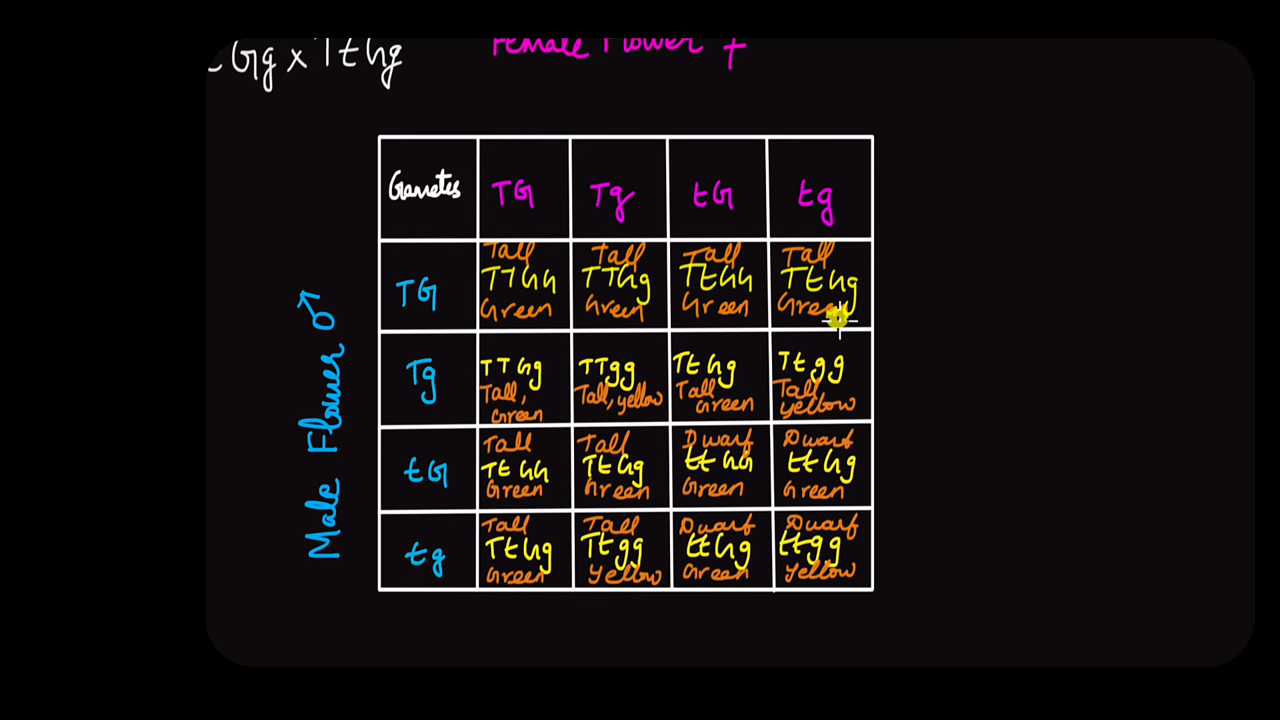 Gg x TtGg
Female Flower ♀
Gametes TG Tg tG tg
Male Flower ♂
TG
Tall
TTGG
Green
Tall
TTGg
Green
Tall
TtGG
Green
Tall
TtGg
Green
Tg
TTGg
Tall,
Green
TTgg
Tall, yellow
TtGg
Tall
Green
Ttgg
Tall
yellow
tG
Tall
TtGG
Green
Tall
TtGg
Green
Dwarf
ttGG
Green
Dwarf
ttGg
Green
tg
Tall
TtGg
Green
Tall
Ttgg
Yellow
Dwarf
ttGg
Green
Dwarf
ttgg
Yellow